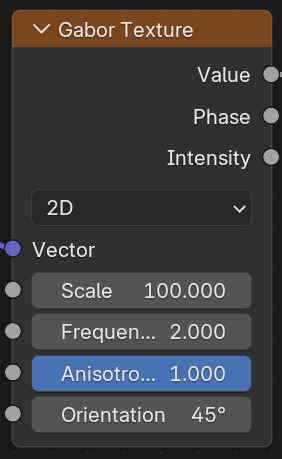 Gabor Texture
Value
Phase
Intensity
2D
Vector
Scale 100.000
Frequen... 2.000
Anisotro... 1.000
Orientation 45°